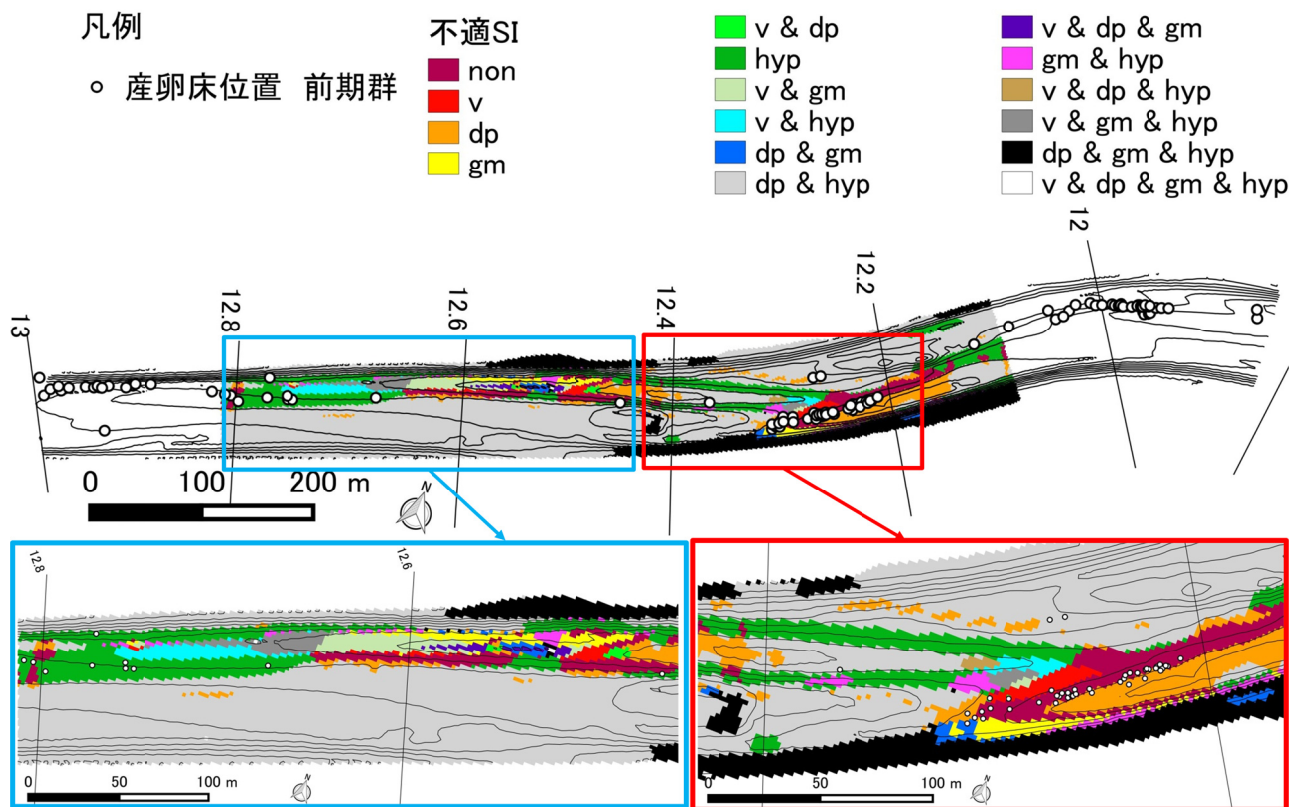 凡例
産卵床位置 前期群
不適SI
non
v
dp
gm
v & dp
hyp
v & gm
v & hyp
dp & gm
dp & hyp
v & dp & gm
gm & hyp
v & dp & hyp
v & gm & hyp
dp & gm & hyp
v & dp & gm & hyp
13
12.8
12.6
12.4
12.2
12
0 100 200 m
N
12.8
12.6
0 50 100 m
N
0 50 100 m
N